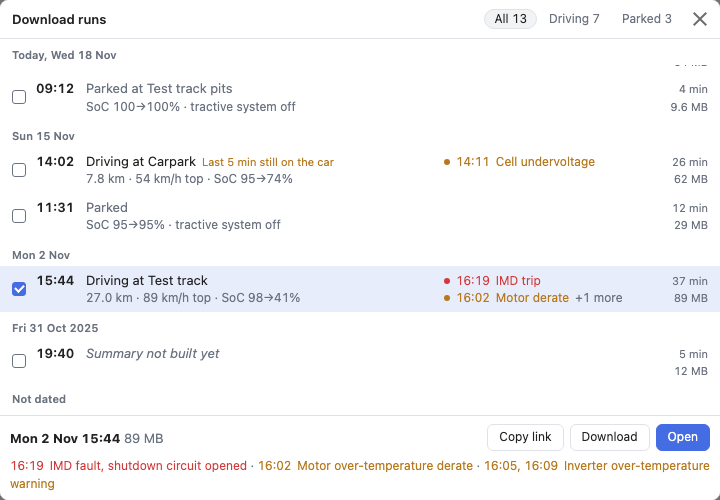 Download runs
All 13 Driving 7 Parked 3
Today, Wed 18 Nov
09:12 Parked at Test track pits 4 min
SoC 100→100% · tractive system off 9.6 MB
Sun 15 Nov
14:02 Driving at Carpark Last 5 min still on the car 14:11 Cell undervoltage 26 min
7.8 km · 54 km/h top · SoC 95→74% 62 MB
11:31 Parked 12 min
SoC 95→95% · tractive system off 29 MB
Mon 2 Nov
15:44 Driving at Test track 16:19 IMD trip 37 min
27.0 km · 89 km/h top · SoC 98→41% 16:02 Motor derate +1 more 89 MB
Fri 31 Oct 2025
19:40 Summary not built yet 5 min
12 MB
Not dated
Mon 2 Nov 15:44 89 MB Copy link Download Open
16:19 IMD fault, shutdown circuit opened · 16:02 Motor over-temperature derate · 16:05, 16:09 Inverter over-temperature
warning